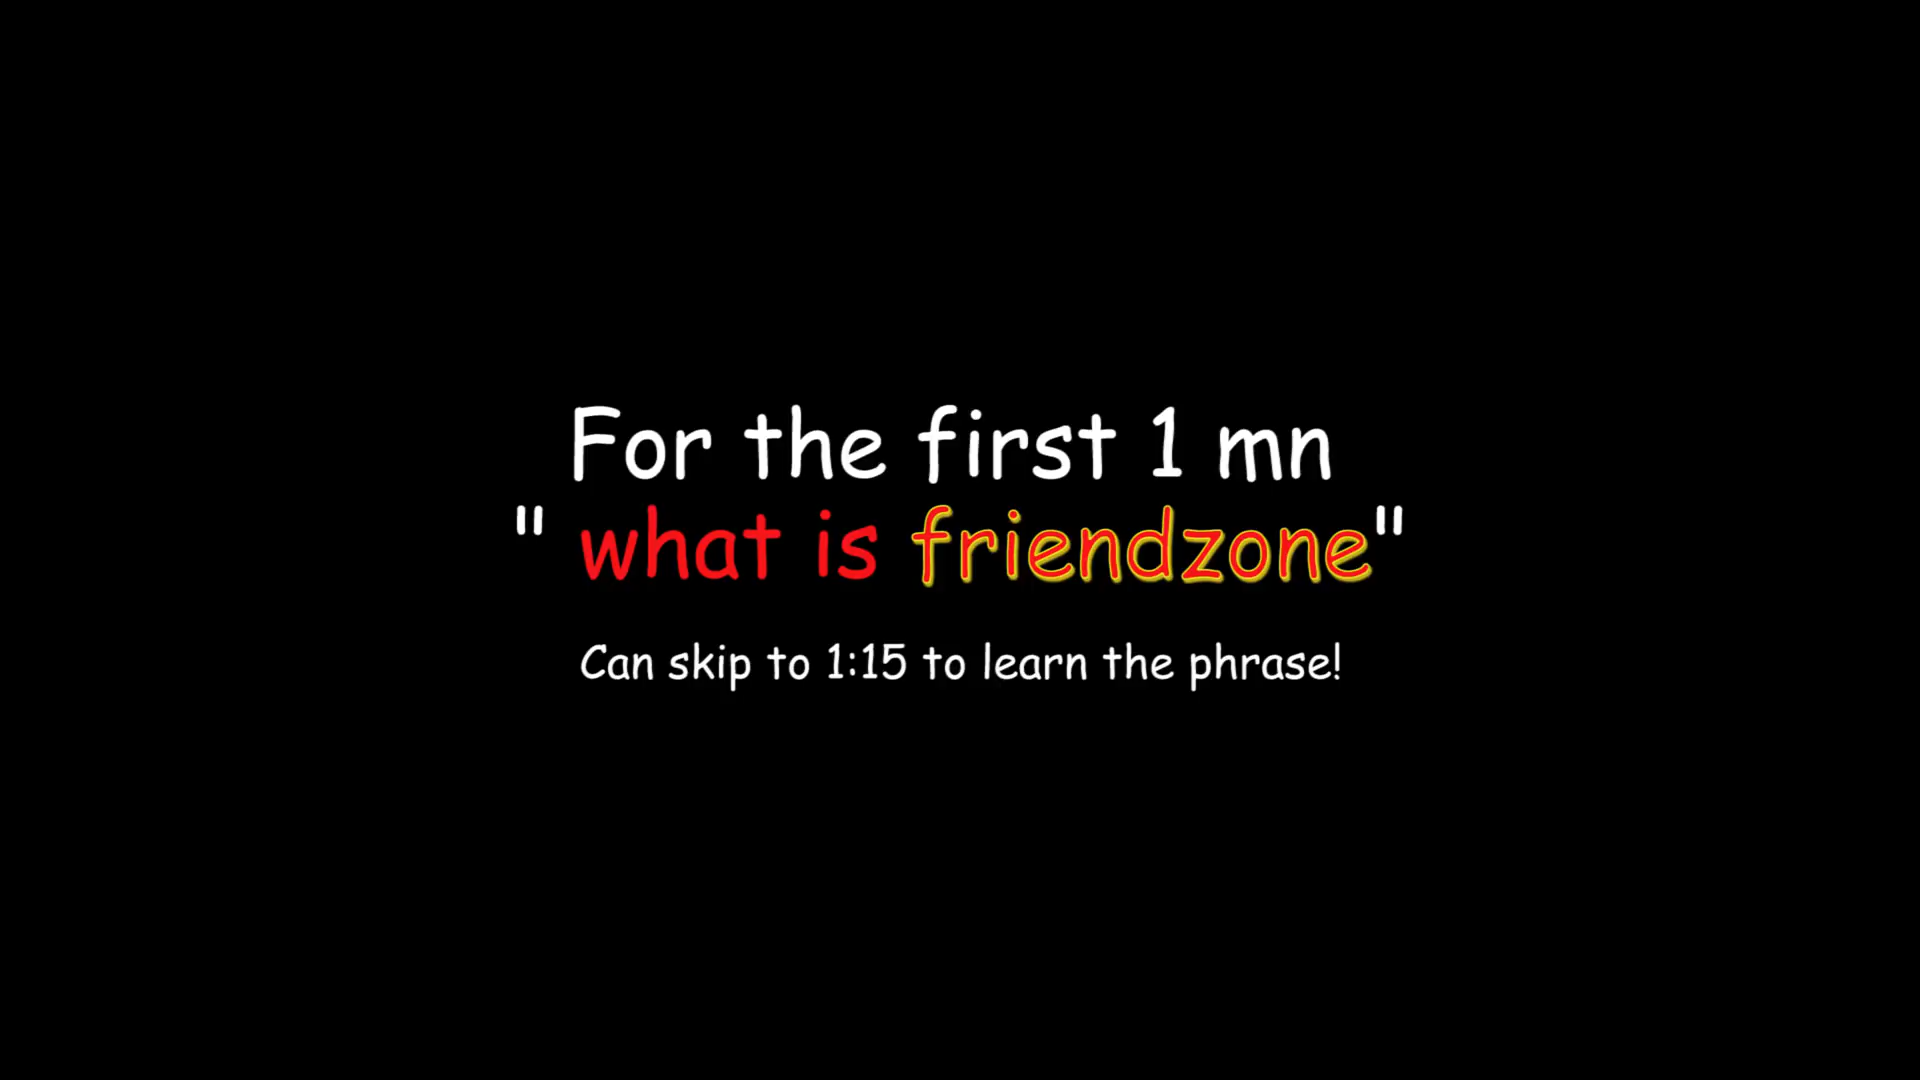 For the first 1 mn
" what is friendzone"
Can skip to 1:15 to learn the phrase!